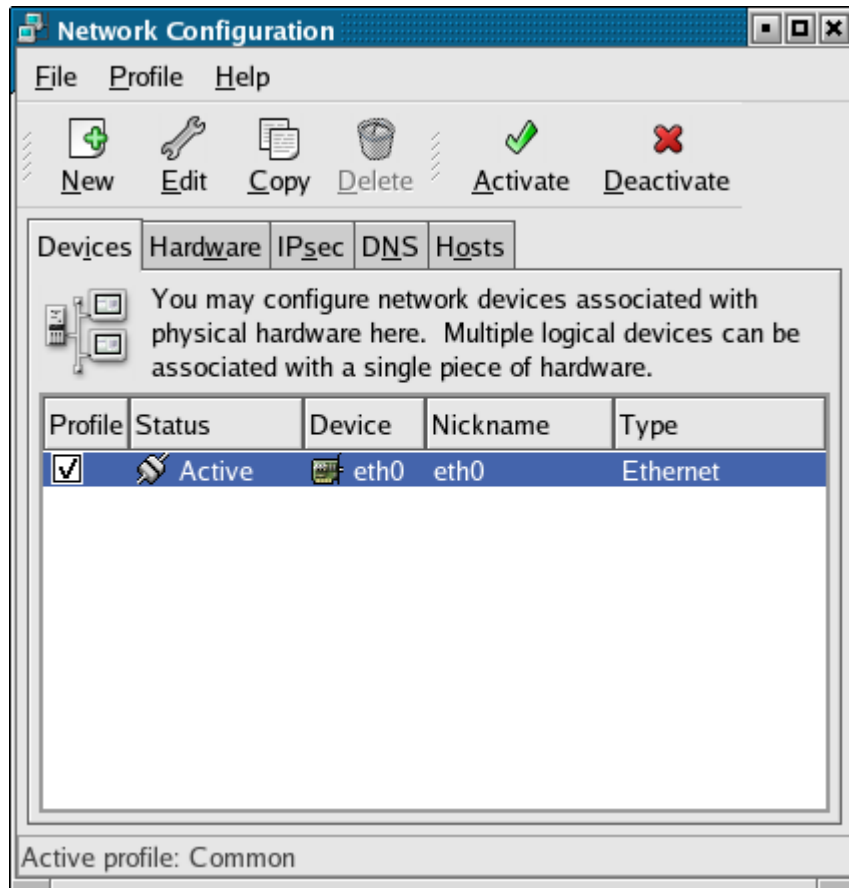 Network Configuration
File Profile Help
New Edit Copy Delete Activate Deactivate
Devices Hardware IPsec DNS Hosts
You may configure network devices associated with
physical hardware here.  Multiple logical devices can be
associated with a single piece of hardware.
Profile Status Device Nickname Type
Active eth0 eth0 Ethernet
Active profile: Common